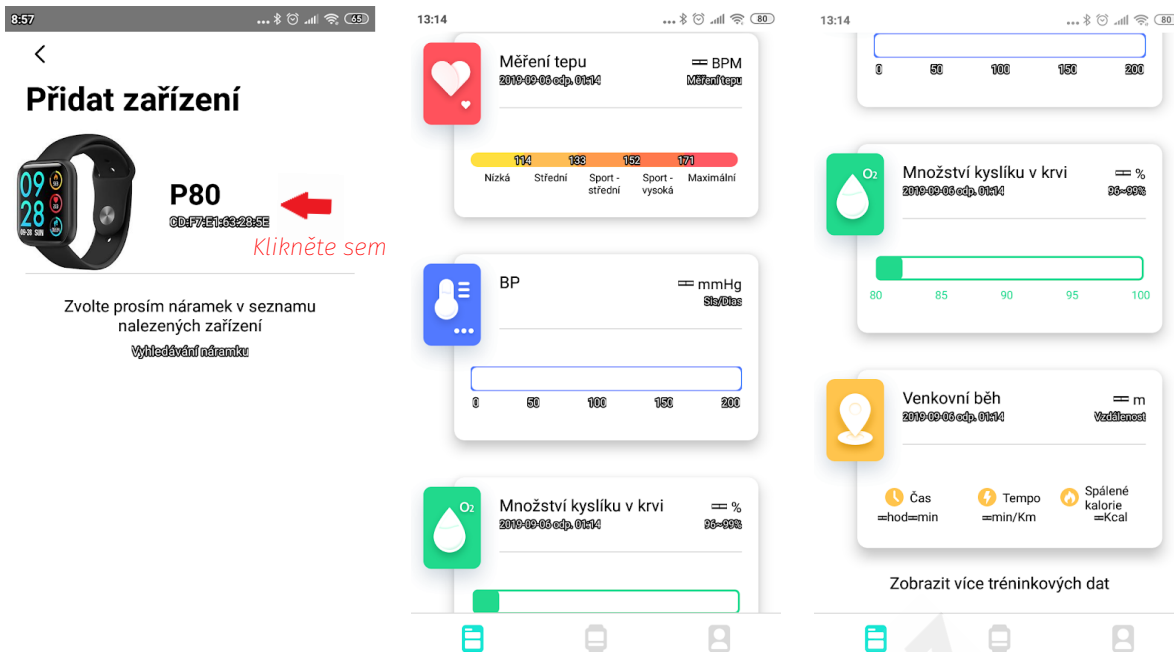 8:57
65
Přidat zařízení
09
28
09-28 SUN
P80
CD:F7:E1:63:28:5E
Klikněte sem
Zvolte prosím náramek v seznamu
nalezených zařízení
Vyhledávání náramku
13:14
80
Měření tepu
-- BPM
2019-09-06 odp. 01:14
Měření tepu
114 133 152 171
Nízká Střední Sport - střední Sport - vysoká Maximální
BP
-- mmHg
Sis/Dias
0 50 100 150 200
O2
Množství kyslíku v krvi
-- %
2019-09-06 odp. 01:14
96~99%
13:14
80
0 50 100 150 200
O2
Množství kyslíku v krvi
-- %
2019-09-06 odp. 01:14
96~99%
80 85 90 95 100
Venkovní běh
-- m
2019-09-06 odp. 01:14
Vzdálenost
Čas
--hod--min
Tempo
--min/Km
Spálené
kalorie
--Kcal
Zobrazit více tréninkových dat